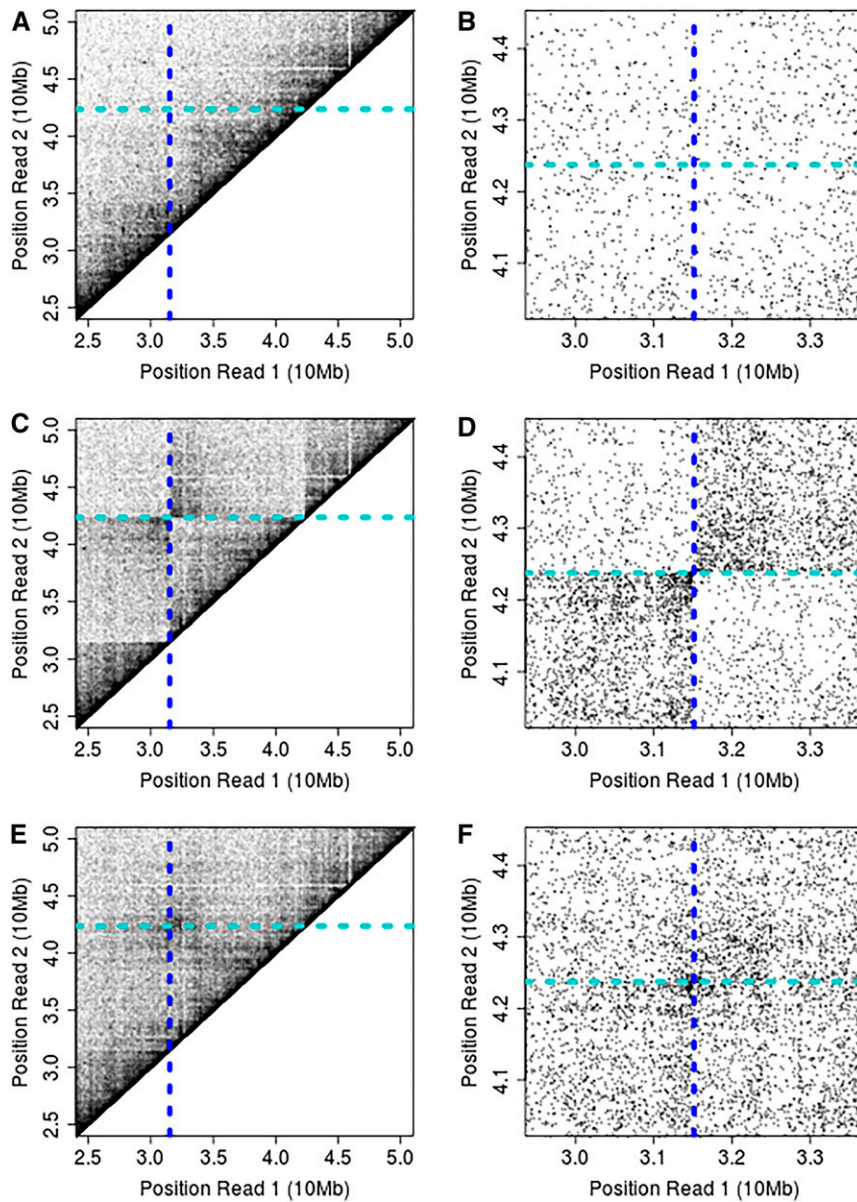 A
B
Position Read 2 (10Mb)
5.0
4.5
4.0
3.5
3.0
2.5
2.5 3.0 3.5 4.0 4.5 5.0
Position Read 1 (10Mb)
Position Read 2 (10Mb)
4.4
4.3
4.2
4.1
3.0 3.1 3.2 3.3
Position Read 1 (10Mb)
C
D
Position Read 2 (10Mb)
5.0
4.5
4.0
3.5
3.0
2.5
2.5 3.0 3.5 4.0 4.5 5.0
Position Read 1 (10Mb)
Position Read 2 (10Mb)
4.4
4.3
4.2
4.1
3.0 3.1 3.2 3.3
Position Read 1 (10Mb)
E
F
Position Read 2 (10Mb)
5.0
4.5
4.0
3.5
3.0
2.5
2.5 3.0 3.5 4.0 4.5 5.0
Position Read 1 (10Mb)
Position Read 2 (10Mb)
4.4
4.3
4.2
4.1
3.0 3.1 3.2 3.3
Position Read 1 (10Mb)